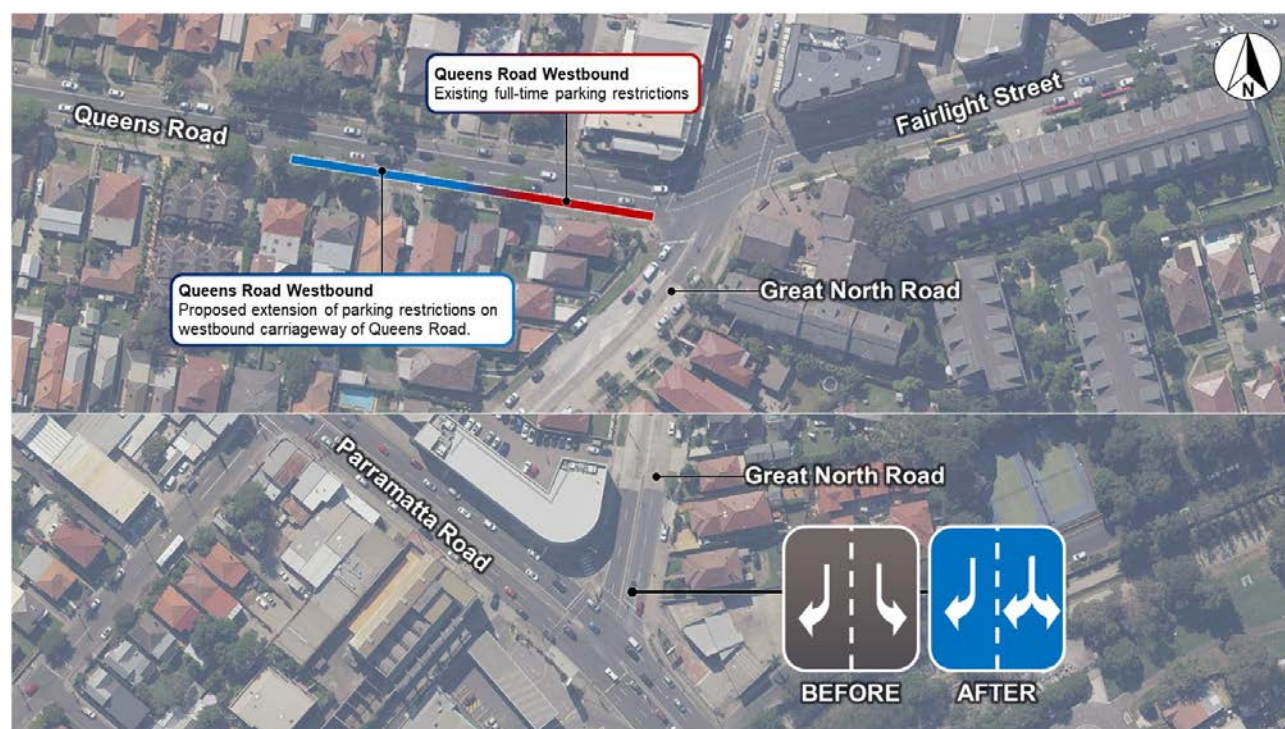 Queens Road Westbound
Existing full-time parking restrictions
Queens Road
Fairlight Street
N
Queens Road Westbound
Proposed extension of parking restrictions on
westbound carriageway of Queens Road.
Great North Road
Parramatta Road
Great North Road
BEFORE
AFTER